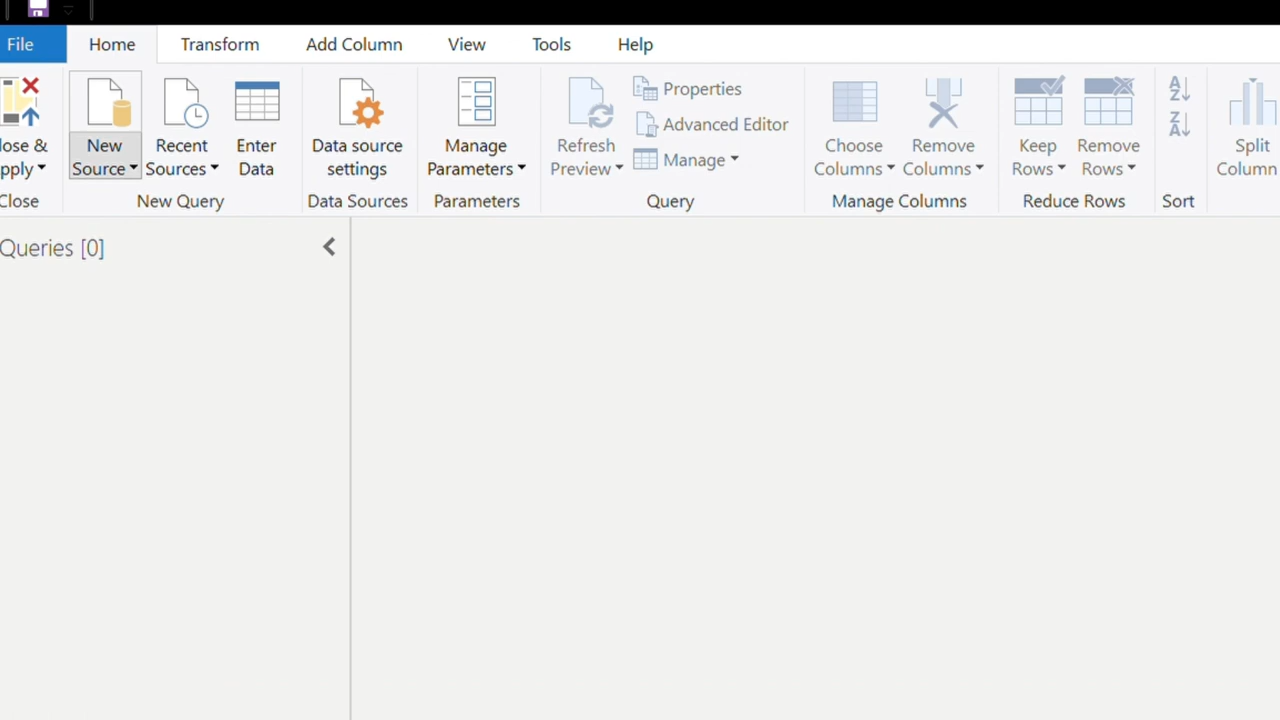 File Home Transform Add Column View Tools Help
lose & New Recent Enter Data source Manage Refresh Properties Choose Remove Keep Remove Split
pply Source Sources Data settings Parameters Preview Advanced Editor Columns Columns Rows Rows Column
Manage
Close New Query Data Sources Parameters Query Manage Columns Reduce Rows Sort
Queries [0]